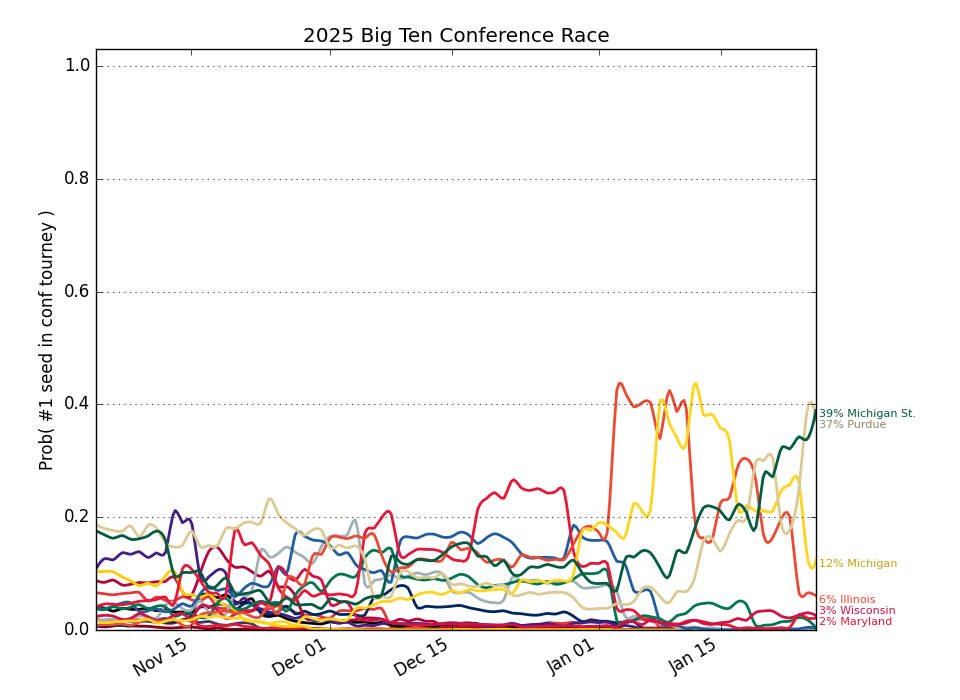 2025 Big Ten Conference Race
Prob( #1 seed in conf tourney )
1.0
0.8
0.6
0.4
0.2
0.0
39% Michigan St.
37% Purdue
12% Michigan
6% Illinois
3% Wisconsin
2% Maryland
Nov 15
Dec 01
Dec 15
Jan 01
Jan 15